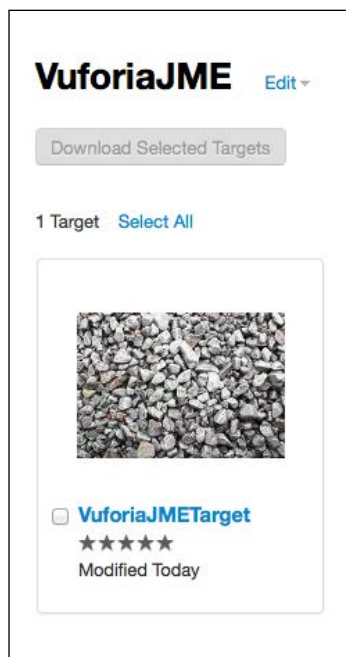 VuforiaJME Edit
Download Selected Targets
1 Target Select All
VuforiaJMETarget
★★★★★
Modified Today